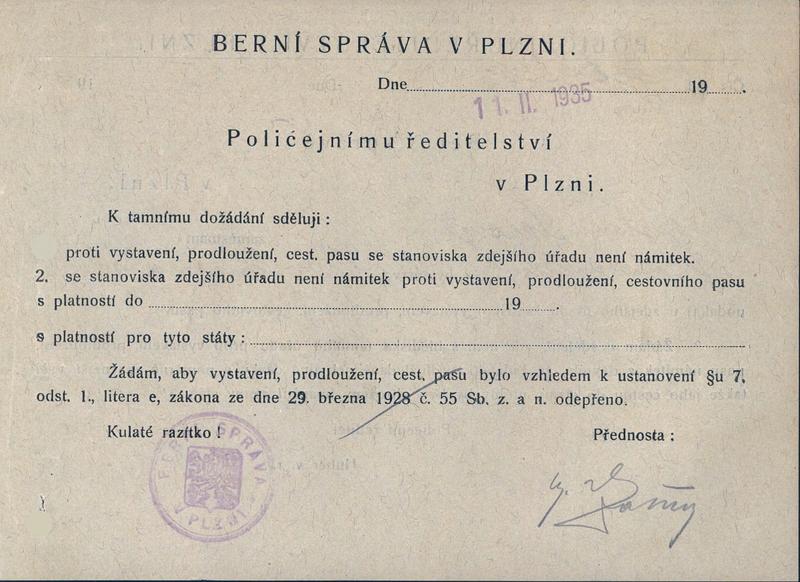 BERNÍ SPRÁVA V PLZNI.
Dne 19 .
11. II. 1935
Policejnímu ředitelství
v Plzni.
K tamnímu dožádání sděluji :
proti vystavení, prodloužení, cest. pasu se stanoviska zdejšího úřadu není námitek.
2. se stanoviska zdejšího úřadu není námitek proti vystavení, prodloužení, cestovního pasu
s platností do 19 .
s platností pro tyto státy :
Žádám, aby vystavení, prodloužení, cest. pasu bylo vzhledem k ustanovení §u 7,
odst. 1., litera e, zákona ze dne 29. března 1928 č. 55 Sb. z. a n. odepřeno.
Kulaté razítko ! Přednosta :
BERNÍ SPRÁVA
V PLZNI